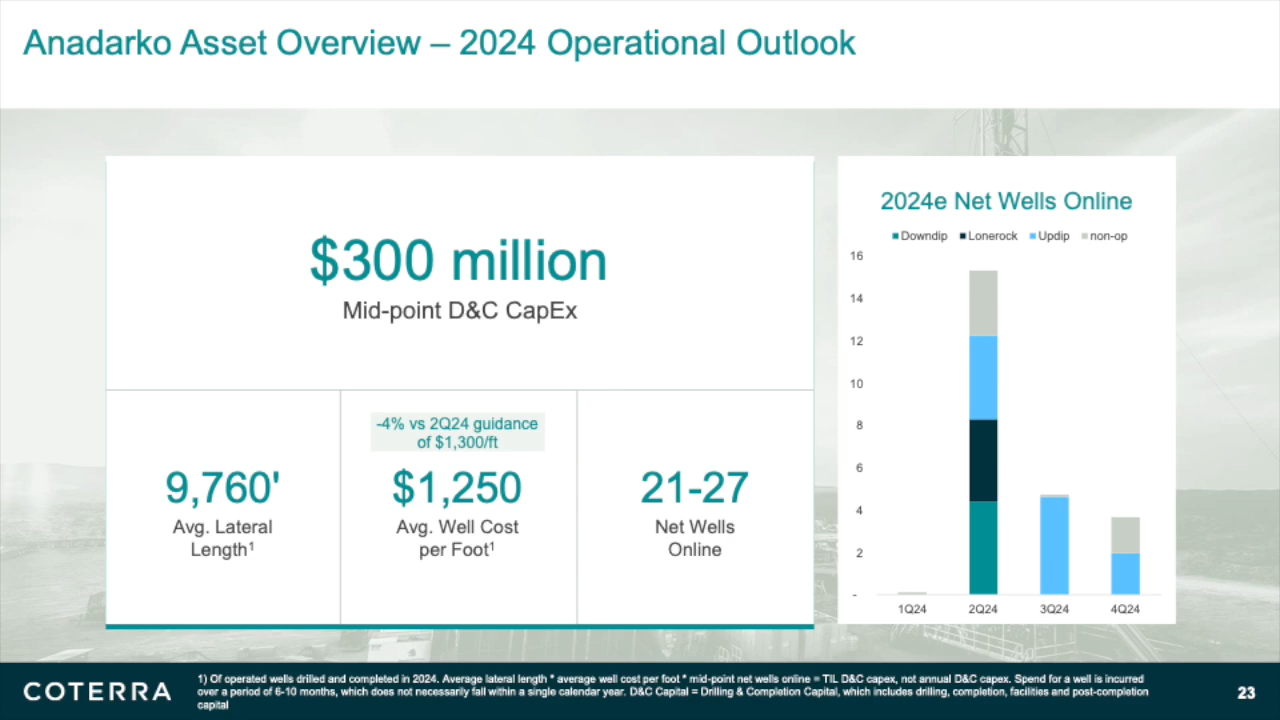 Anadarko Asset Overview – 2024 Operational Outlook
$300 million
Mid-point D&C CapEx
9,760'
Avg. Lateral
Length¹
-4% vs 2Q24 guidance
of $1,300/ft
$1,250
Avg. Well Cost
per Foot¹
21-27
Net Wells
Online
2024e Net Wells Online
Downdip Lonerock Updip non-op
16
14
12
10
8
6
4
2
-
1Q24 2Q24 3Q24 4Q24
COTERRA
1) Of operated wells drilled and completed in 2024. Average lateral length * average well cost per foot * mid-point net wells online = TIL D&C capex, not annual D&C capex. Spend for a well is incurred
over a period of 6-10 months, which does not necessarily fall within a single calendar year. D&C Capital = Drilling & Completion Capital, which includes drilling, completion, facilities and post-completion
capital
23